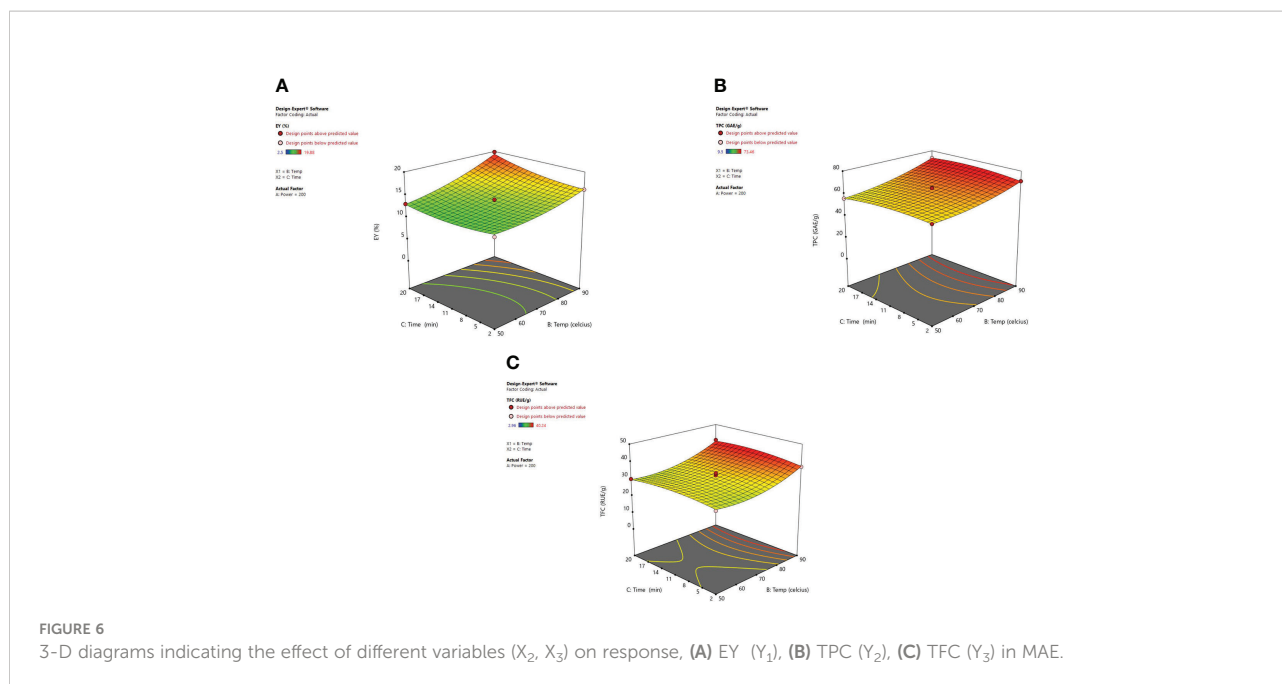 A
Design-Expert® Software
Factor Coding: Actual
EY (%)
Design points above predicted value
Design points below predicted value
2.5
X1 = B: Temp
X2 = C: Time
Actual Factor
A: Power = 200
20
15
10
5
0
EY (%)
20
17
14
11
8
5
2
C: Time (min)
50
60
70
80
90
B: Temp (celcius)
B
Design-Expert® Software
Factor Coding: Actual
TPC (GAE/g)
Design points above predicted value
Design points below predicted value
9.9
X1 = B: Temp
X2 = C: Time
Actual Factor
A: Power = 200
80
60
40
20
0
TPC (GAE/g)
20
17
14
11
8
5
2
C: Time (min)
50
60
70
80
90
B: Temp (celcius)
C
Design-Expert® Software
Factor Coding: Actual
TFC (RUE/g)
Design points above predicted value
Design points below predicted value
X1 = B: Temp
X2 = C: Time
Actual Factor
A: Power = 200
50
40
30
20
10
0
TFC (RUE/g)
20
17
14
11
8
5
2
C: Time (min)
50
60
70
80
90
B: Temp (celcius)
FIGURE 6
3-D diagrams indicating the effect of different variables (X₂, X₃) on response, (A) EY (Y₁), (B) TPC (Y₂), (C) TFC (Y₃) in MAE.